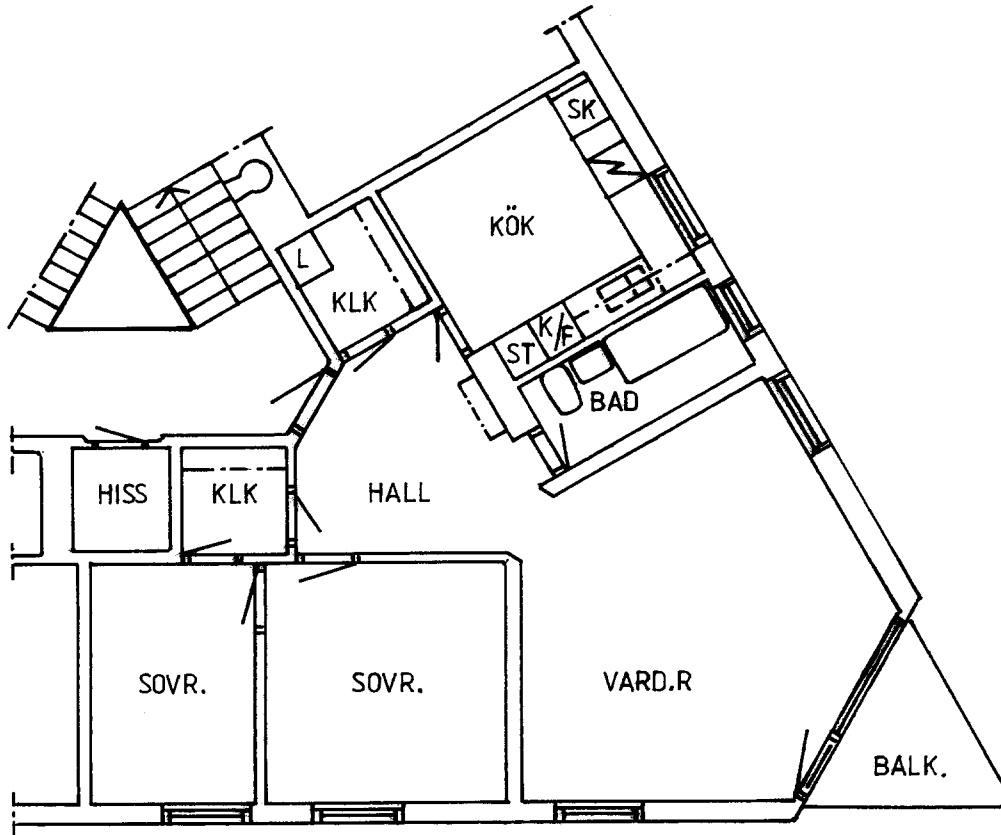 SK
KÖK
L
KLK
K/F
ST
BAD
HISS
KLK
HALL
SOVR.
SOVR.
VARD.R
BALK.